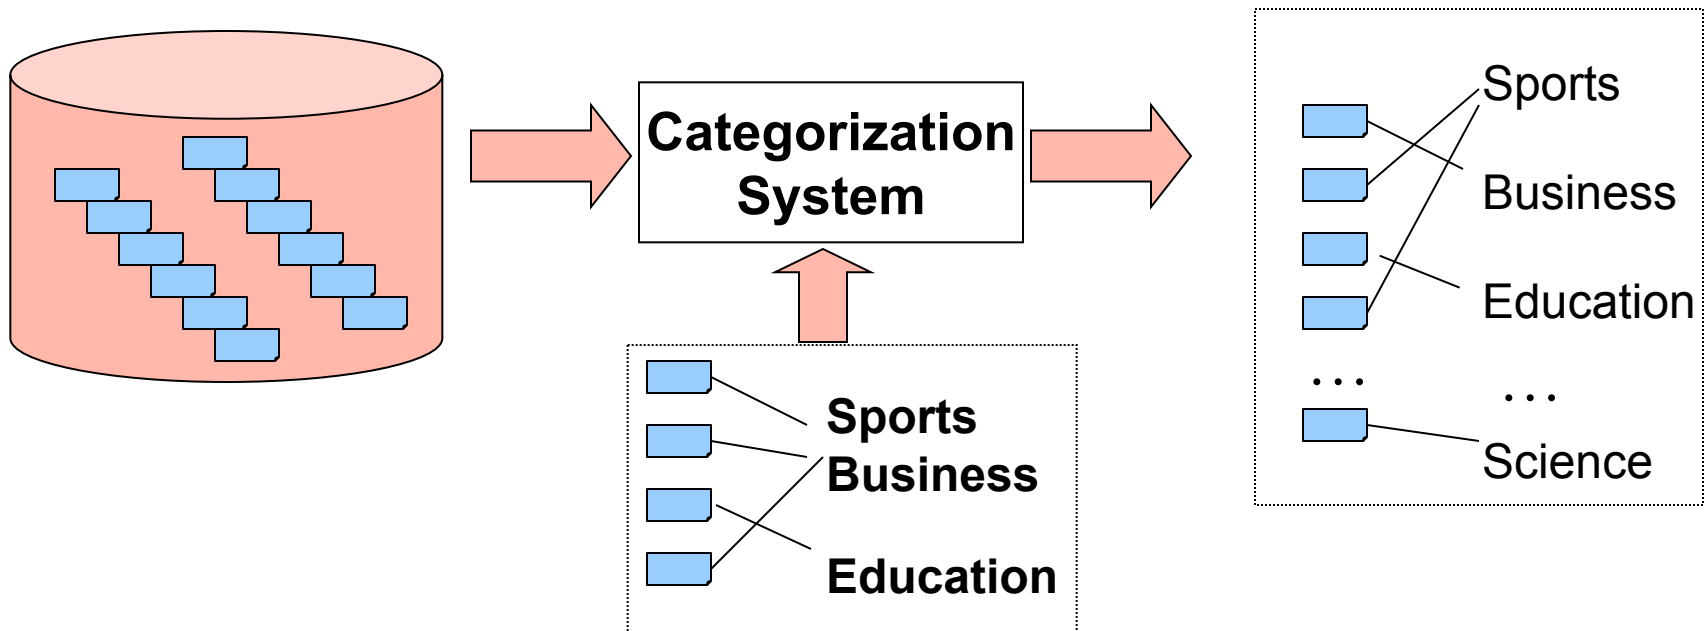 Categorization
System
Sports
Business
Education
Sports
Business
Education
...
...
Science